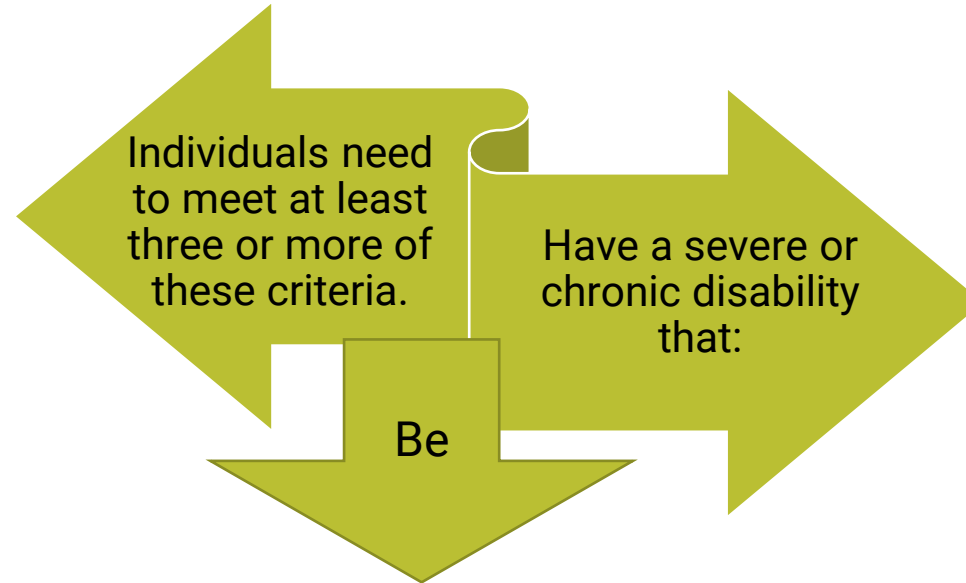 Individuals need
to meet at least
three or more of
these criteria.
Have a severe or
chronic disability
that:
Be